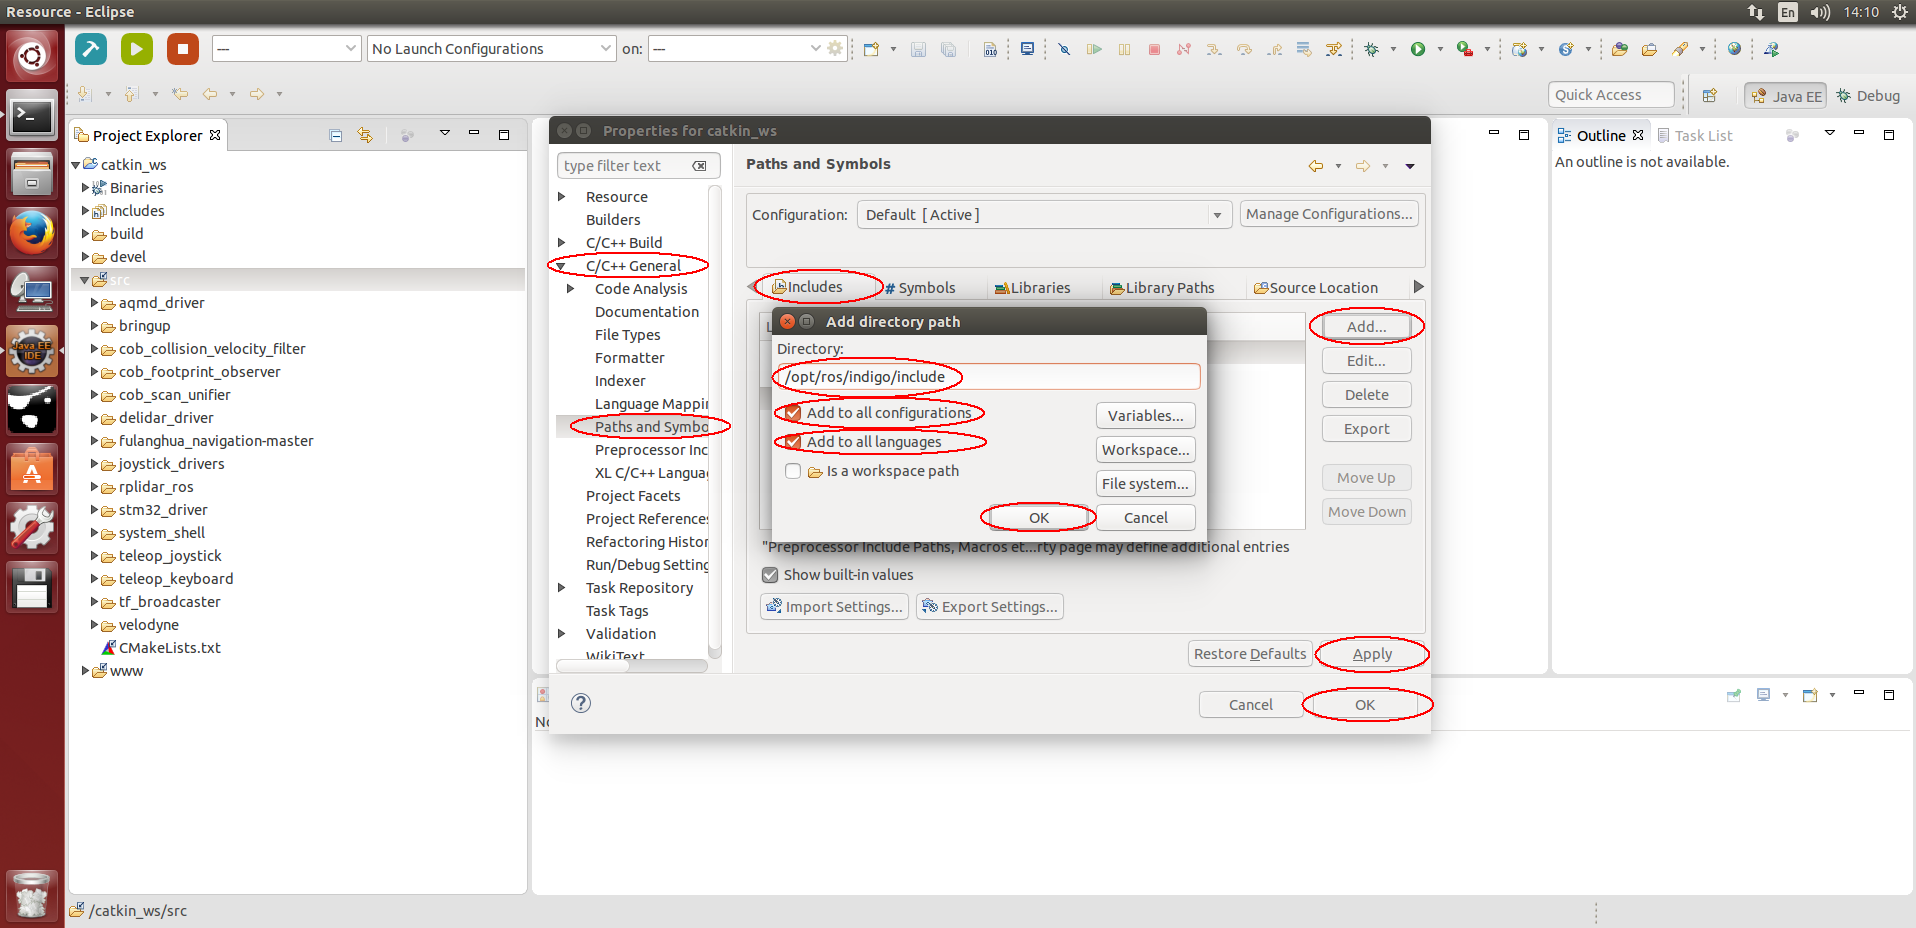 Resource - Eclipse
En
14:10
---
No Launch Configurations
on:
---
010
Quick Access
Java EE
Debug
Project Explorer
catkin_ws
Binaries
Includes
build
devel
src
aqmd_driver
bringup
cob_collision_velocity_filter
cob_footprint_observer
cob_scan_unifier
delidar_driver
fulanghua_navigation-master
joystick_drivers
rplidar_ros
stm32_driver
system_shell
teleop_joystick
teleop_keyboard
tf_broadcaster
velodyne
CMakeLists.txt
www
Java EE
IDE
/catkin_ws/src
Properties for catkin_ws
type filter text
Resource
Builders
C/C++ Build
C/C++ General
Code Analysis
Documentation
File Types
Formatter
Indexer
Language Mappin
Paths and Symbo
Preprocessor Inc
XL C/C++ Langua
Project Facets
Project References
Refactoring Histor
Run/Debug Setting
Task Repository
Task Tags
Validation
WikiText
Paths and Symbols
Configuration:
Default [ Active ]
Manage Configurations...
Includes
# Symbols
Libraries
Library Paths
Source Location
Add...
Edit...
Delete
Export
Move Up
Move Down
Add directory path
Directory:
/opt/ros/indigo/include
Add to all configurations
Add to all languages
Is a workspace path
Variables...
Workspace...
File system...
OK
Cancel
"Preprocessor Include Paths, Macros et...rty page may define additional entries
Show built-in values
Import Settings...
Export Settings...
Restore Defaults
Apply
Cancel
OK
Outline
Task List
An outline is not available.